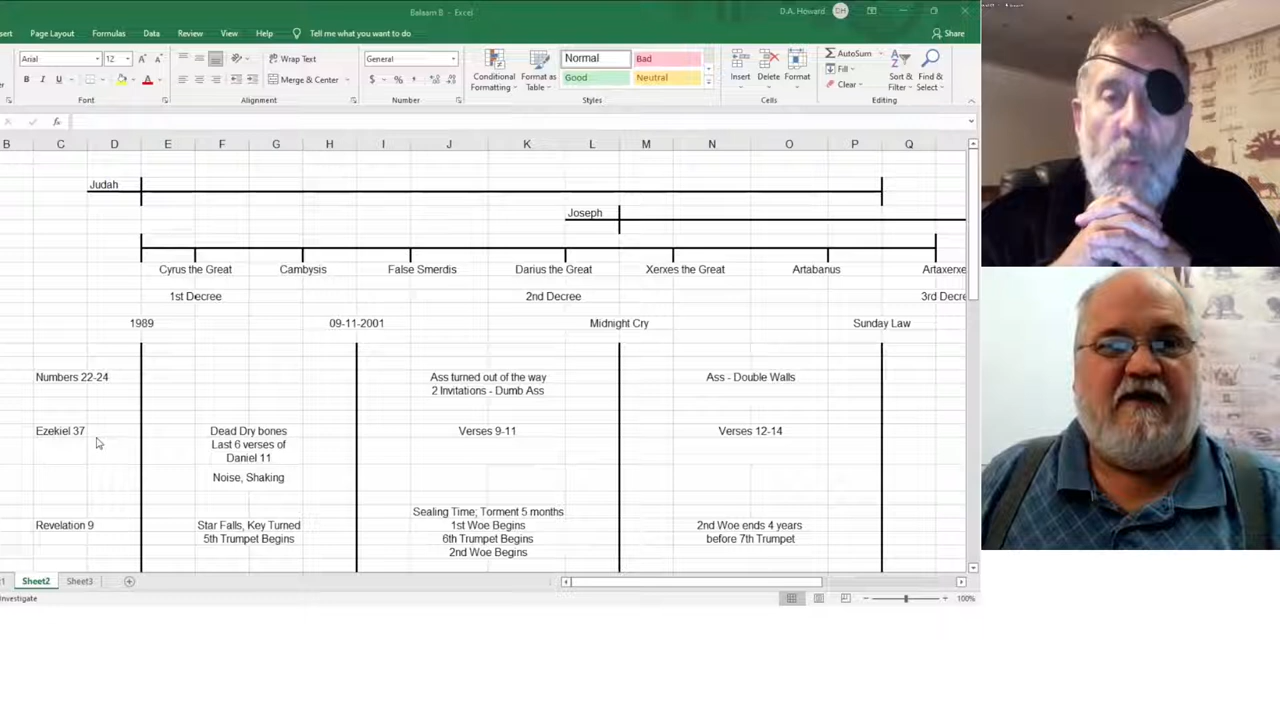 Balaam B - Excel
D.A. Howard
DH
sert Page Layout Formulas Data Review View Help Tell me what you want to do Share
Arial 12 Wrap Text General Normal Bad AutoSum
Fill
B I U A Merge & Center $ % Conditional Formatting Format as Table Good Neutral Insert Delete Format Clear Sort & Filter Find & Select
Font Alignment Number Styles Cells Editing
fx
B C D E F G H I J K L M N O P Q
Judah
Joseph
Cyrus the Great Cambysis False Smerdis Darius the Great Xerxes the Great Artabanus Artaxerxe
1st Decree 2nd Decree 3rd Decre
1989 09-11-2001 Midnight Cry Sunday Law
Numbers 22-24 Ass turned out of the way Ass - Double Walls
2 Invitations - Dumb Ass
Ezekiel 37 Dead Dry bones Verses 9-11 Verses 12-14
Last 6 verses of
Daniel 11
Noise, Shaking
Sealing Time; Torment 5 months
Revelation 9 Star Falls, Key Turned 1st Woe Begins 2nd Woe ends 4 years
5th Trumpet Begins 6th Trumpet Begins before 7th Trumpet
2nd Woe Begins
t1 Sheet2 Sheet3
Investigate 100%